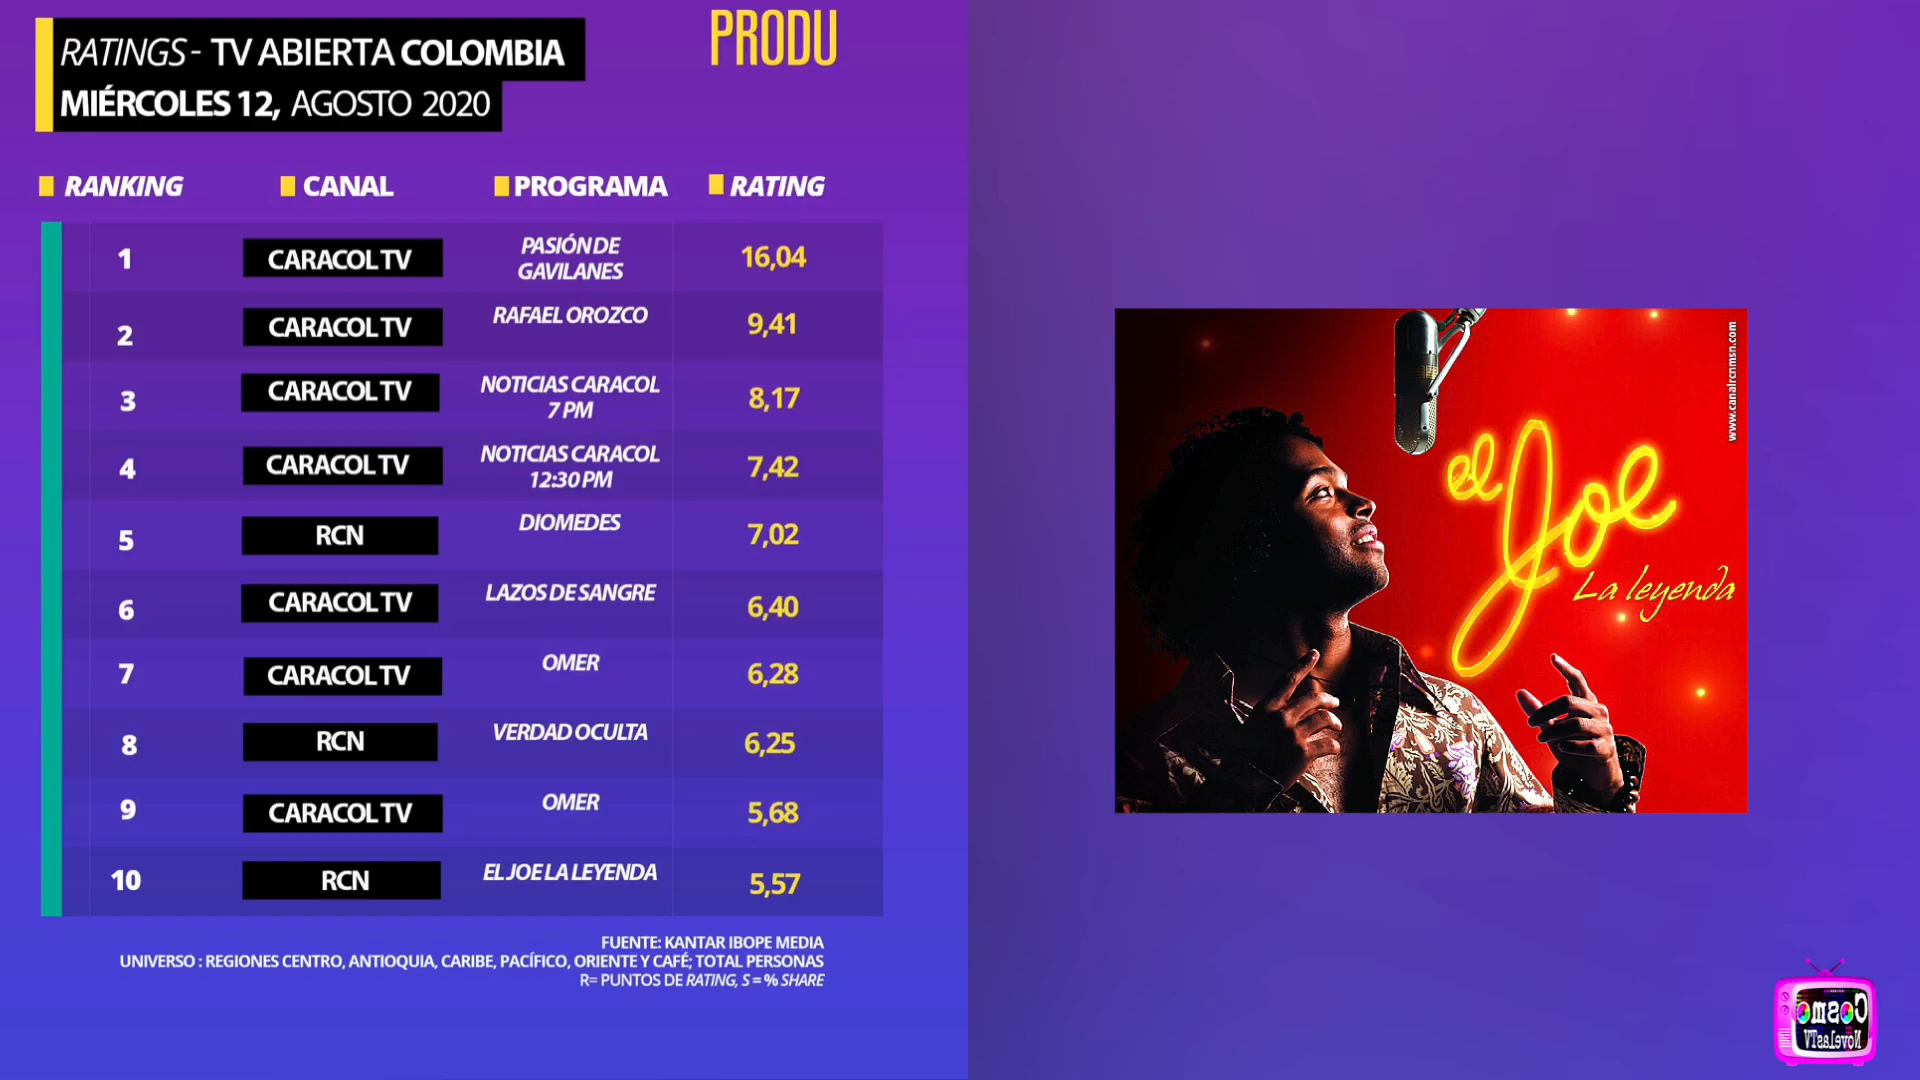 RATINGS - TV ABIERTA COLOMBIA
MIÉRCOLES 12, AGOSTO 2020
PRODU
RANKING CANAL PROGRAMA RATING
1 CARACOL TV PASIÓN DE GAVILANES 16,04
2 CARACOL TV RAFAEL OROZCO 9,41
3 CARACOL TV NOTICIAS CARACOL 7 PM 8,17
4 CARACOL TV NOTICIAS CARACOL 12:30 PM 7,42
5 RCN DIOMEDES 7,02
6 CARACOL TV LAZOS DE SANGRE 6,40
7 CARACOL TV OMER 6,28
8 RCN VERDAD OCULTA 6,25
9 CARACOL TV OMER 5,68
10 RCN EL JOE LA LEYENDA 5,57
FUENTE: KANTAR IBOPE MEDIA
UNIVERSO : REGIONES CENTRO, ANTIOQUIA, CARIBE, PACÍFICO, ORIENTE Y CAFÉ; TOTAL PERSONAS
R= PUNTOS DE RATING, S = % SHARE
www.canalrcnmsn.com
el Joe
La leyenda
Cosmo
NovelasTV